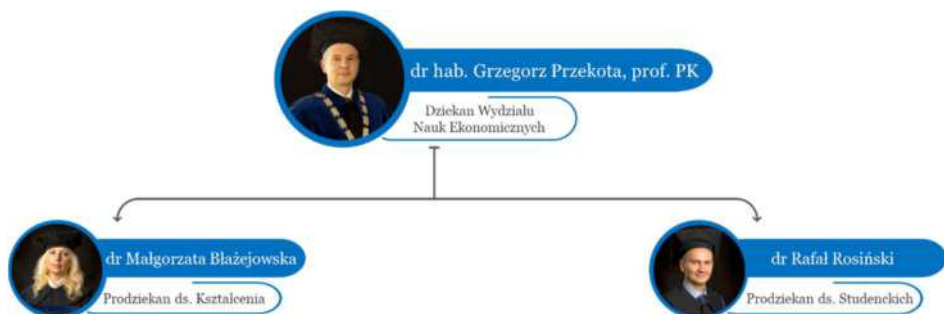 dr hab. Grzegorz Przekota, prof. PK
Dziekan Wydziału
Nauk Ekonomicznych
dr Małgorzata Błażejowska
Prodziekan ds. Kształcenia
dr Rafał Rosiński
Prodziekan ds. Studenckich